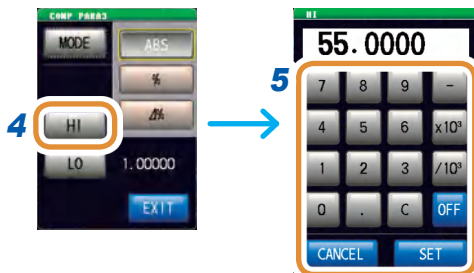 COMP PARA3
MODE
ABS
%
Δ%
4
HI
LO
1.00000
EXIT
HI
55.0000
5
7 8 9 -
4 5 6 x10³
1 2 3 /10³
0 . C OFF
CANCEL SET